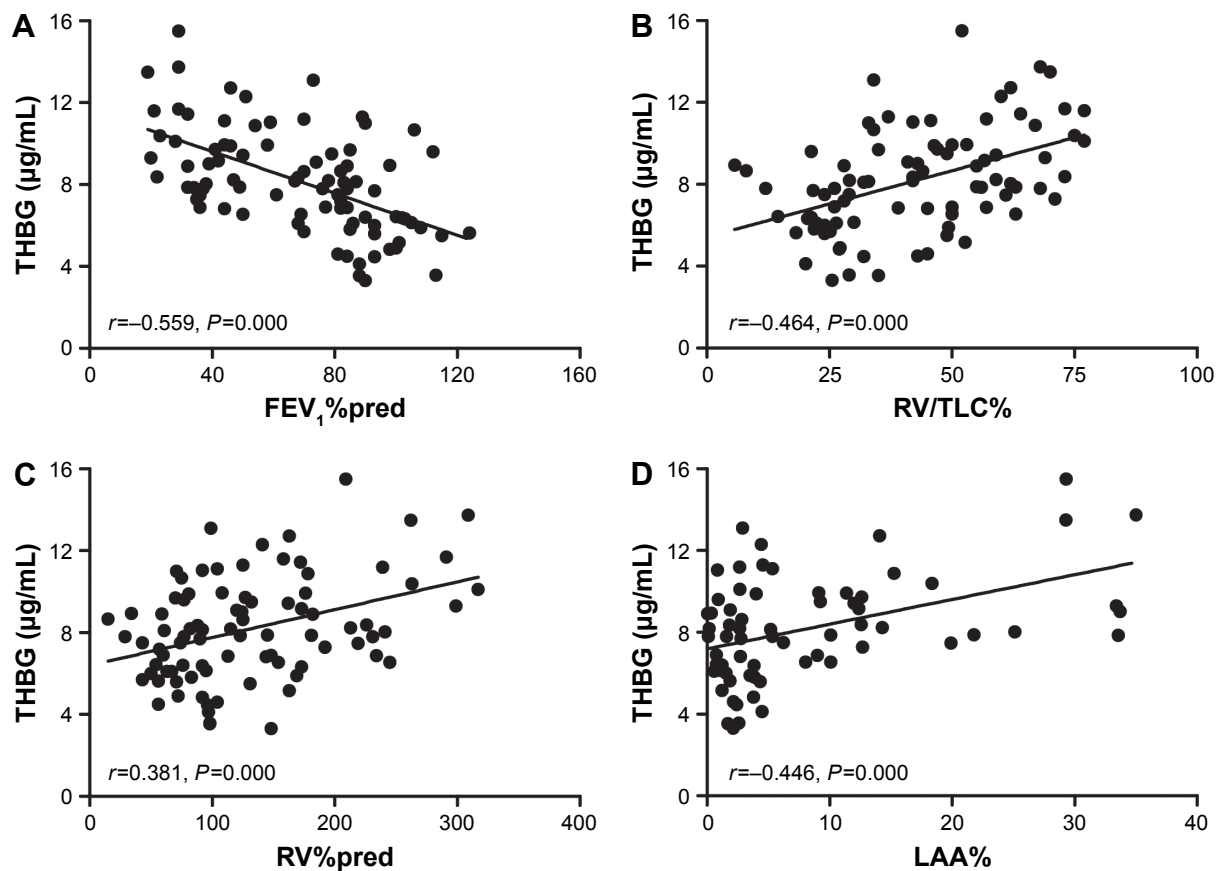 A
THBG (µg/mL)
16
12
8
4
0
r=–0.559, P=0.000
0 40 80 120 160
FEV1%pred
B
THBG (µg/mL)
16
12
8
4
0
r=–0.464, P=0.000
0 25 50 75 100
RV/TLC%
C
THBG (µg/mL)
16
12
8
4
0
r=0.381, P=0.000
0 100 200 300 400
RV%pred
D
THBG (µg/mL)
16
12
8
4
0
r=–0.446, P=0.000
0 10 20 30 40
LAA%